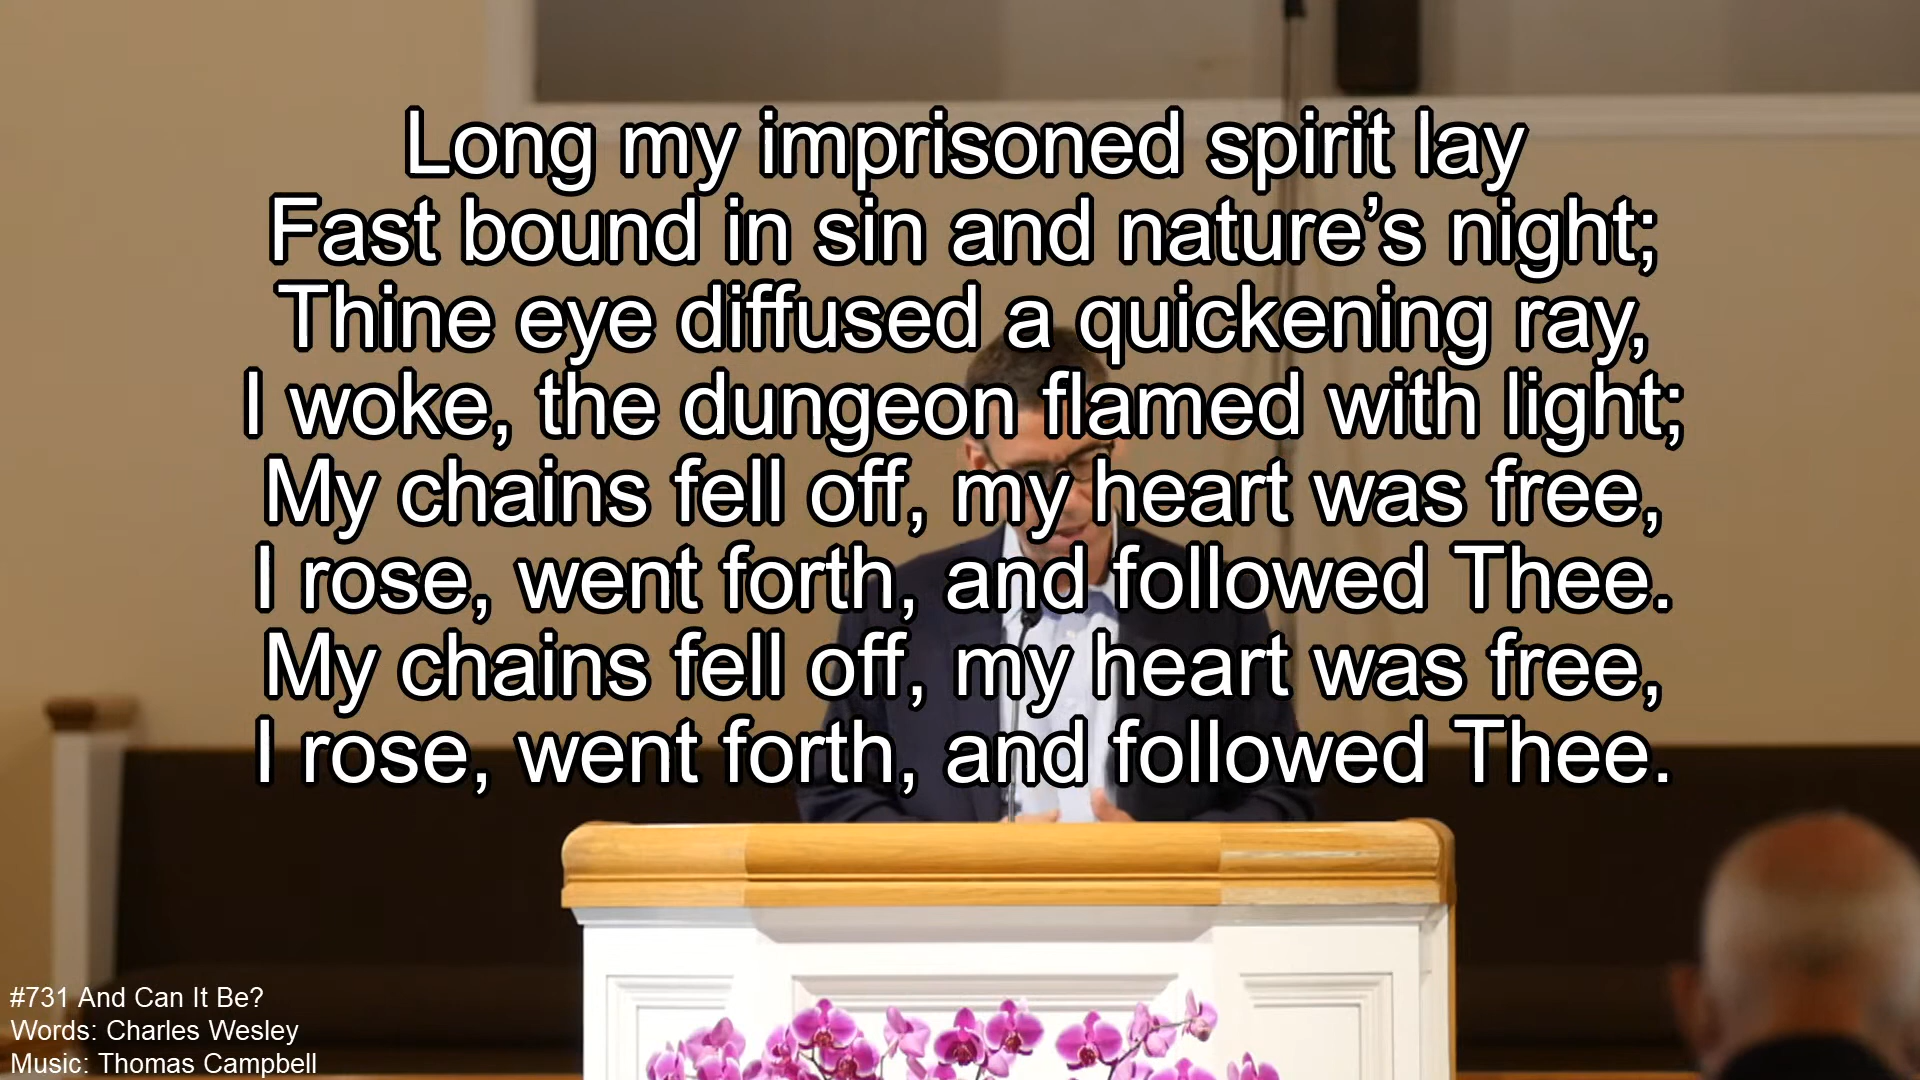 Long my imprisoned spirit lay
Fast bound in sin and nature’s night;
Thine eye diffused a quickening ray,
I woke, the dungeon flamed with light;
My chains fell off, my heart was free,
I rose, went forth, and followed Thee.
My chains fell off, my heart was free,
I rose, went forth, and followed Thee.
#731 And Can It Be?
Words: Charles Wesley
Music: Thomas Campbell